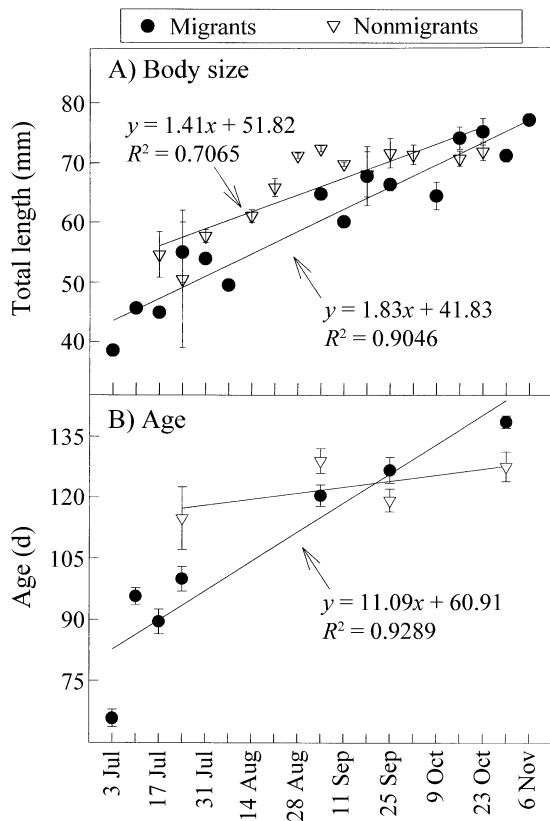 Migrants Nonmigrants
A) Body size
y = 1.41x + 51.82
R² = 0.7065
y = 1.83x + 41.83
R² = 0.9046
Total length (mm)
80
70
60
50
40
B) Age
y = 11.09x + 60.91
R² = 0.9289
Age (d)
135
120
105
90
75
3 Jul
17 Jul
31 Jul
14 Aug
28 Aug
11 Sep
25 Sep
9 Oct
23 Oct
6 Nov